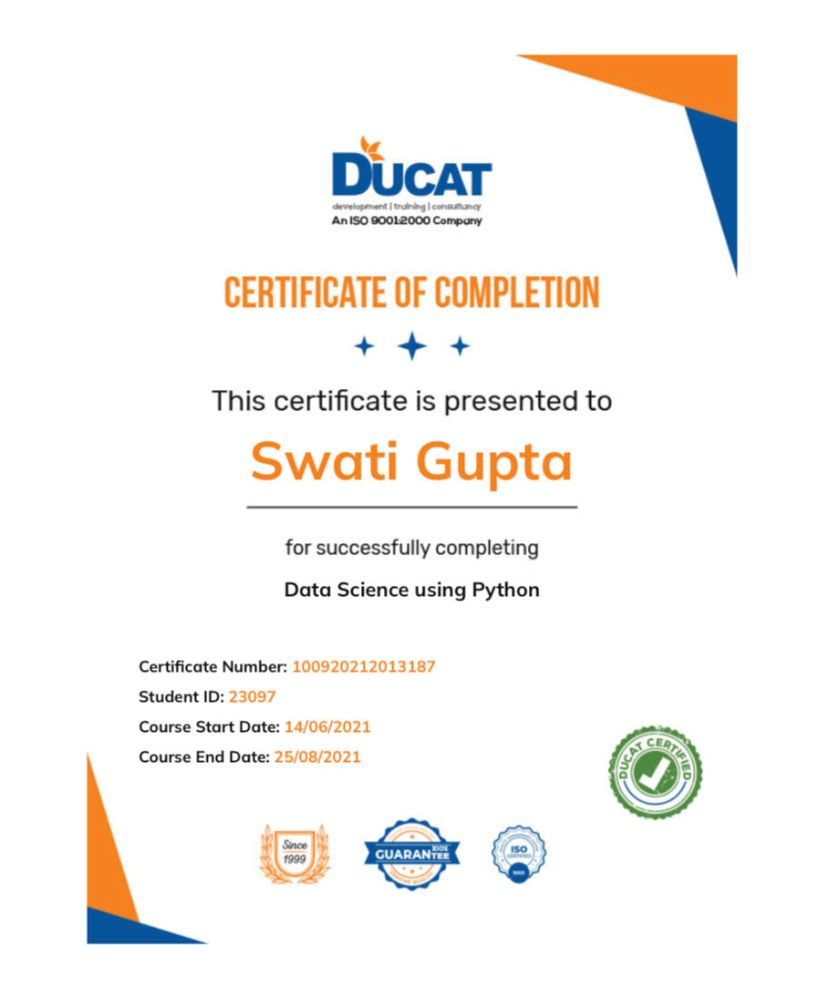 DUCAT
development | training | consultancy
An ISO 9001:2000 Company
CERTIFICATE OF COMPLETION
This certificate is presented to
Swati Gupta
for successfully completing
Data Science using Python
Certificate Number: 100920212013187
Student ID: 23097
Course Start Date: 14/06/2021
Course End Date: 25/08/2021
DUCAT CERTIFIED
Since
1999
100%
GUARANTEE
ISO
CERTIFIED
9001